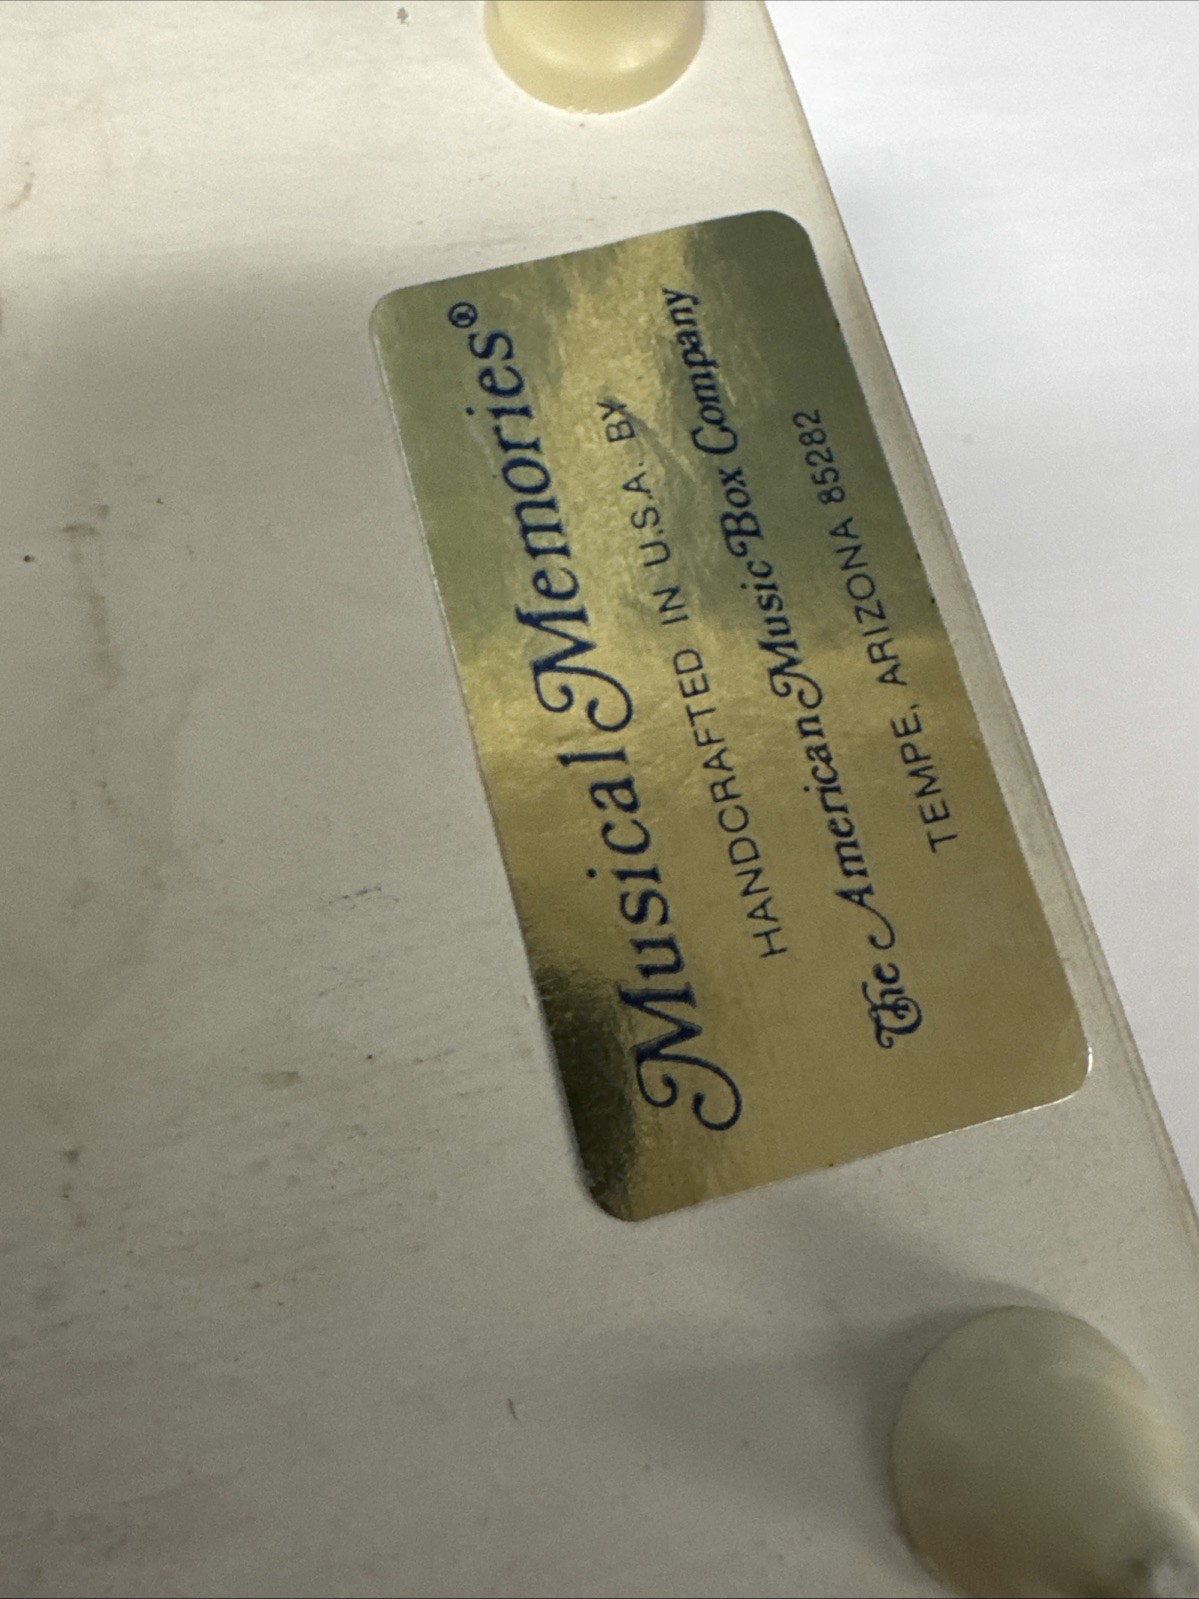 Musical Memories®
HANDCRAFTED IN U.S.A. BY
The American Music Box Company
TEMPE, ARIZONA 85282